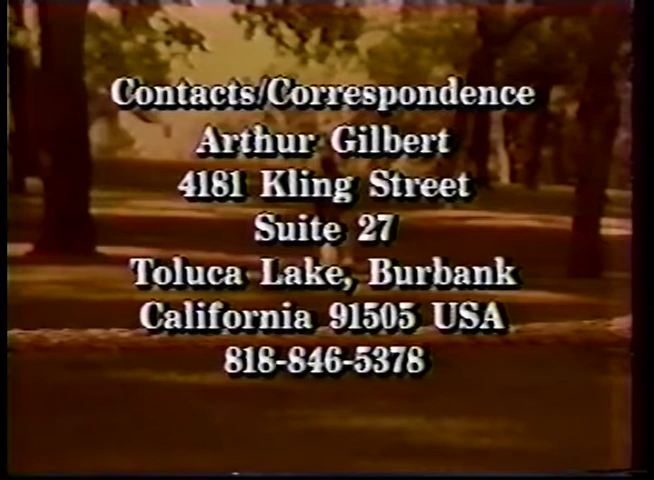 Contacts/Correspondence
Arthur Gilbert
4181 Kling Street
Suite 27
Toluca Lake, Burbank
California 91505 USA
818-846-5378